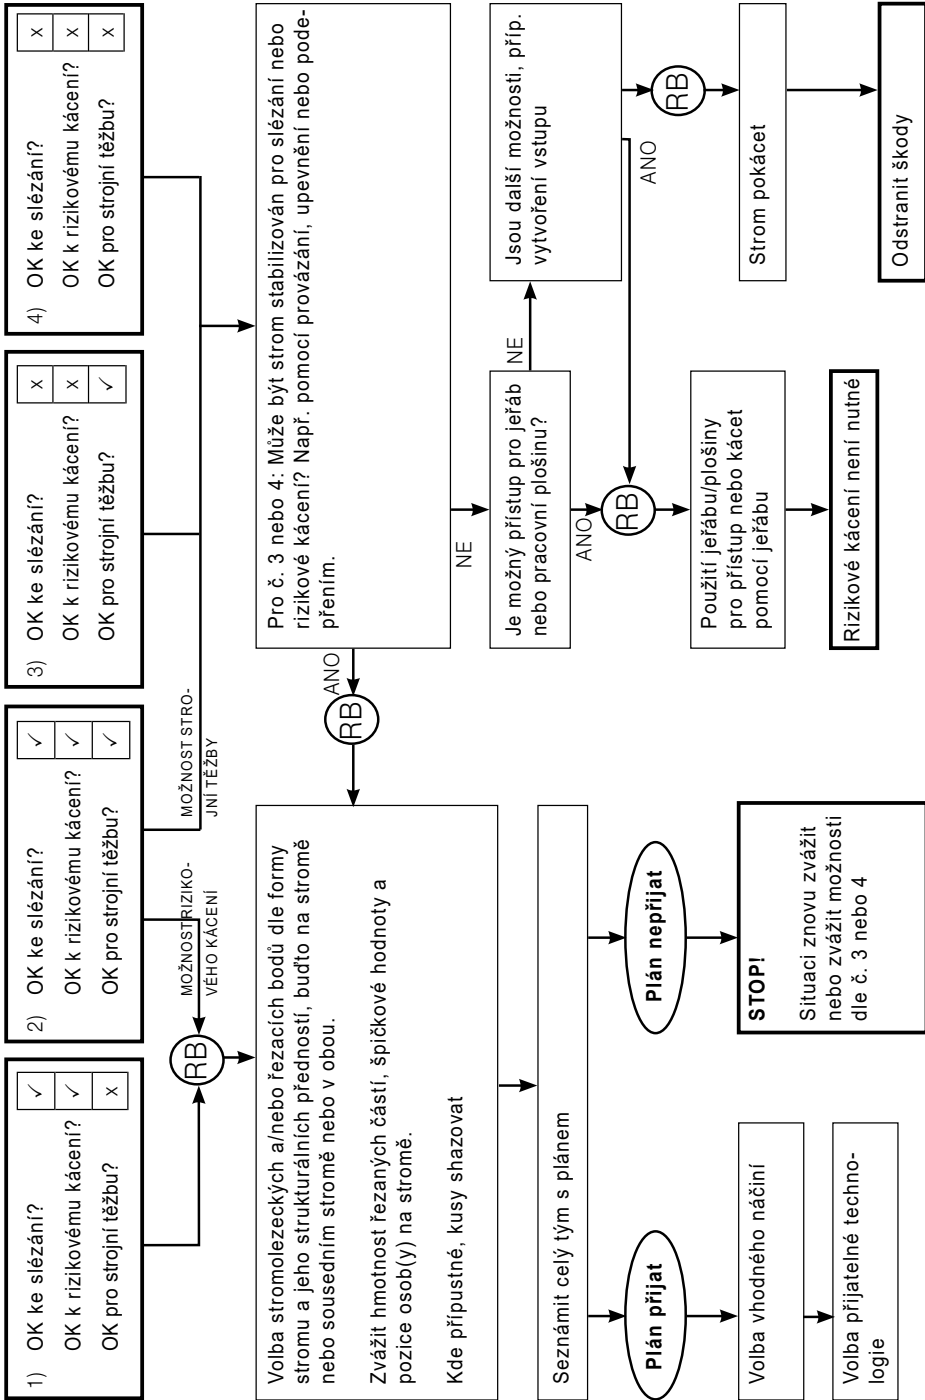 1) OK ke slézání? ✓
OK k rizikovému kácení? ✓
OK pro strojní těžbu? x
2) OK ke slézání? ✓
OK k rizikovému kácení? ✓
OK pro strojní těžbu? ✓
3) OK ke slézání? x
OK k rizikovému kácení? x
OK pro strojní těžbu? ✓
4) OK ke slézání? x
OK k rizikovému kácení? x
OK pro strojní těžbu? x
MOŽNOST RIZIKO-
VÉHO KÁCENÍ
MOŽNOST STRO-
JNÍ TĚŽBY
RB
Volba stromolezeckých a/nebo řezacích bodů dle formy
stromu a jeho strukturální předností, buďto na stromě
nebo sousedním stromě nebo v obou.
Zvážit hmotnost řezaných částí, špičkové hodnoty a
pozice osob(y) na stromě.
Kde přípustné, kusy shazovat
ANO
RB
Pro č. 3 nebo 4: Může být strom stabilizován pro slézání nebo
rizikové kácení? Např. pomocí provázání, upevnění nebo pode-
přením.
Seznámit celý tým s plánem
NE
Plán přijat
Plán nepřijat
Je možný přístup pro jeřáb
nebo pracovní plošinu?
NE
Jsou další možnosti, příp.
vytvoření vstupu
ANO
RB
ANO
RB
Volba vhodného náčiní
Volba přijatelné techno-
logie
STOP!
Situaci znovu zvážit
nebo zvážit možnosti
dle č. 3 nebo 4
Použití jeřábu/plošiny
pro přístup nebo kácet
pomocí jeřábu
Rizikové kácení není nutné
Strom pokácet
Odstranit škody